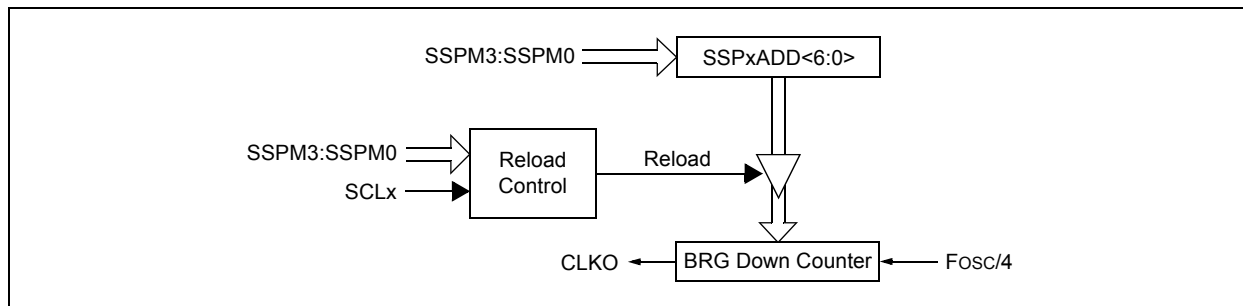 SSPM3:SSPM0
SSPxADD<6:0>
SSPM3:SSPM0
SCLx
Reload
Control
Reload
CLKO
BRG Down Counter
FOSC/4